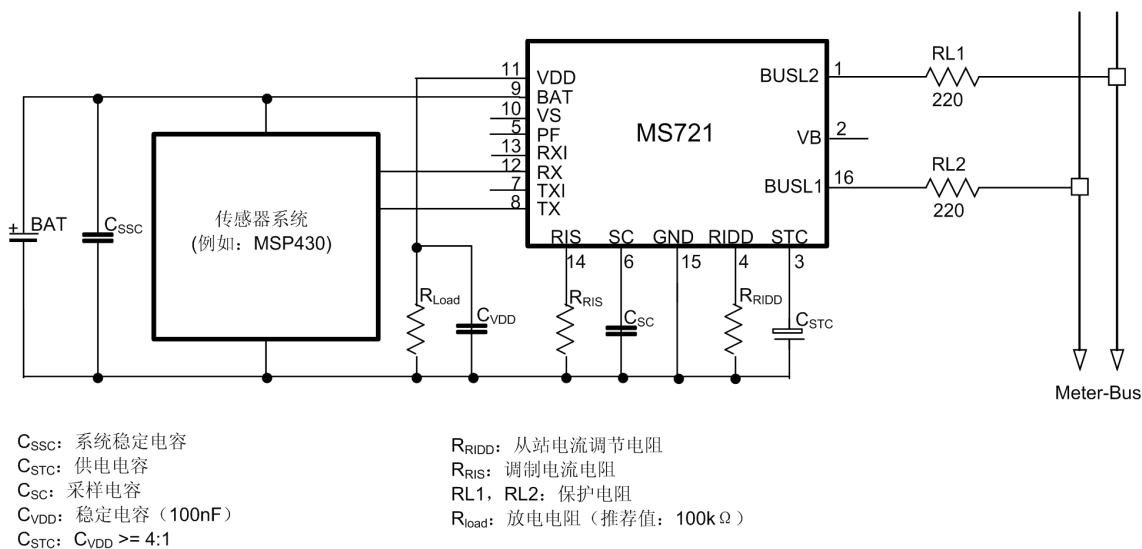 MS721
11 VDD
9 BAT
10 VS
5 PF
13 RXI
12 RX
7 TXI
8 TX
BUSL2 1
VB 2
BUSL1 16
RIS SC GND RIDD STC
14 6 15 4 3
RL1
220
RL2
220
+ BAT
CSSC
传感器系统
(例如：MSP430)
RLoad
CVDD
RRIS
CSC
RRIDD
CSTC
Meter-Bus
CSSC：系统稳定电容
CSTC：供电电容
CSC：采样电容
CVDD：稳定电容（100nF）
CSTC：CVDD >= 4:1
RRIDD：从站电流调节电阻
RRIS：调制电流电阻
RL1，RL2：保护电阻
Rload：放电电阻（推荐值：100kΩ）